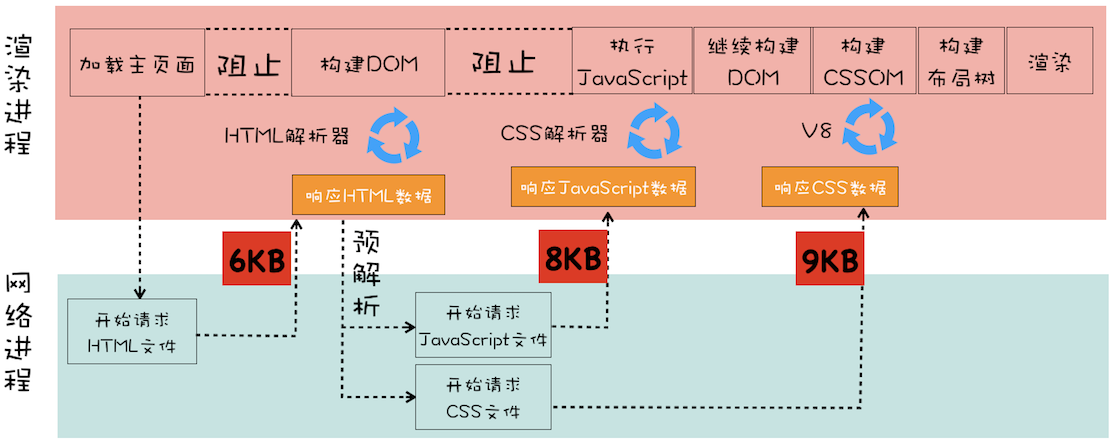 渲染进程
加载主页面
阻止
构建DOM
阻止
执行
JavaScript
继续构建
DOM
构建
CSSOM
构建
布局树
渲染
HTML解析器
CSS解析器
V8
响应HTML数据
响应JavaScript数据
响应CSS数据
6KB
预解析
8KB
9KB
网络进程
开始请求
HTML文件
开始请求
JavaScript文件
开始请求
CSS文件